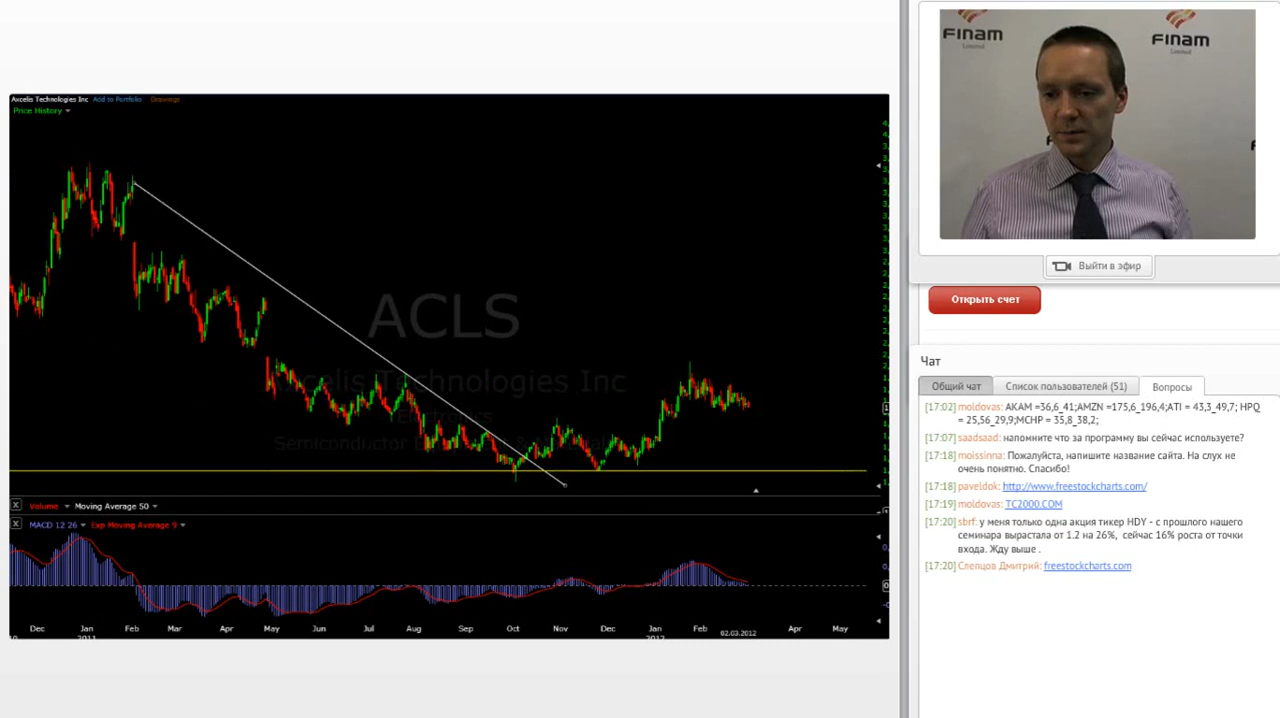 Axcelis Technologies Inc Add to Portfolio Drawings
Price History
ACLS
Axcelis Technologies Inc
Electronics
Volume Moving Average 50
MACD 12 26 Exp Moving Average 9
Dec Jan Feb Mar Apr May Jun Jul Aug Sep Oct Nov Dec Jan Feb 02.03.2012 Apr May
2011 2012
FINAM
Limited
FINAM
Limited
Выйти в эфир
Открыть счет
Чат
Общий чат Список пользователей (51) Вопросы
[17:02] moldovas: AKAM =36,6_41;AMZN =175,6_196,4;ATI = 43,3_49,7; HPQ
= 25,56_29,9;MCHP = 35,8_38,2;
[17:07] saadsaad: напомните что за программу вы сейчас используете?
[17:18] moissinna: Пожалуйста, напишите название сайта. На слух не
очень понятно. Спасибо!
[17:18] paveldok: http://www.freestockcharts.com/
[17:19] moldovas: TC2000.COM
[17:20] sbrf: у меня только одна акция тикер HDY - с прошлого нашего
семинара вырастала от 1.2 на 26%, сейчас 16% роста от точки
входа. Жду выше .
[17:20] Слепцов Дмитрий: freestockcharts.com